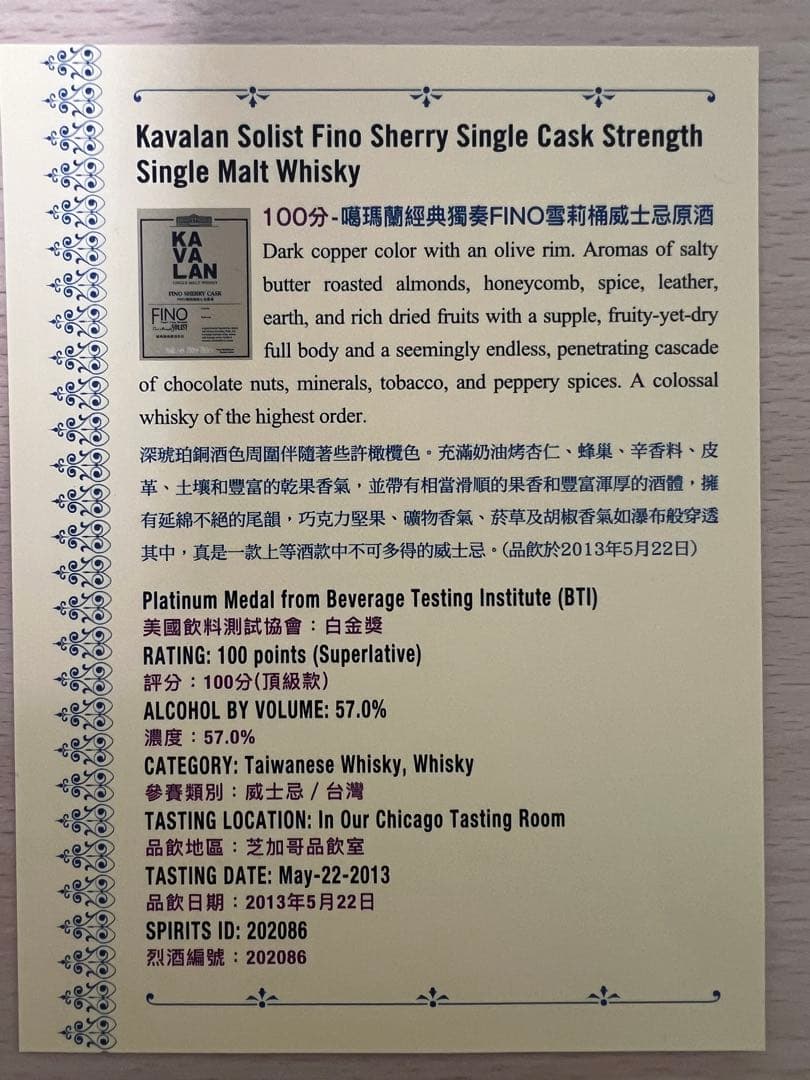 Kavalan Solist Fino Sherry Single Cask Strength
Single Malt Whisky
100分-噶瑪蘭經典獨奏FINO雪莉桶威士忌原酒
KA
VA
LAN
SINGLE MALT WHISKY
FINO SHERRY CASK
FINO
SOLIST
Dark copper color with an olive rim. Aromas of salty
butter roasted almonds, honeycomb, spice, leather,
earth, and rich dried fruits with a supple, fruity-yet-dry
full body and a seemingly endless, penetrating cascade
of chocolate nuts, minerals, tobacco, and peppery spices. A colossal
whisky of the highest order.
深琥珀銅酒色周圍伴隨著些許橄欖色。充滿奶油烤杏仁、蜂巢、辛香料、皮
革、土壤和豐富的乾果香氣，並帶有相當滑順的果香和豐富渾厚的酒體，擁
有延綿不絕的尾韻，巧克力堅果、礦物香氣、菸草及胡椒香氣如瀑布般穿透
其中，真是一款上等酒款中不可多得的威士忌。(品飲於2013年5月22日)
Platinum Medal from Beverage Testing Institute (BTI)
美國飲料測試協會：白金獎
RATING: 100 points (Superlative)
評分：100分(頂級款)
ALCOHOL BY VOLUME: 57.0%
濃度：57.0%
CATEGORY: Taiwanese Whisky, Whisky
參賽類別：威士忌 / 台灣
TASTING LOCATION: In Our Chicago Tasting Room
品飲地區：芝加哥品飲室
TASTING DATE: May-22-2013
品飲日期：2013年5月22日
SPIRITS ID: 202086
烈酒編號：202086